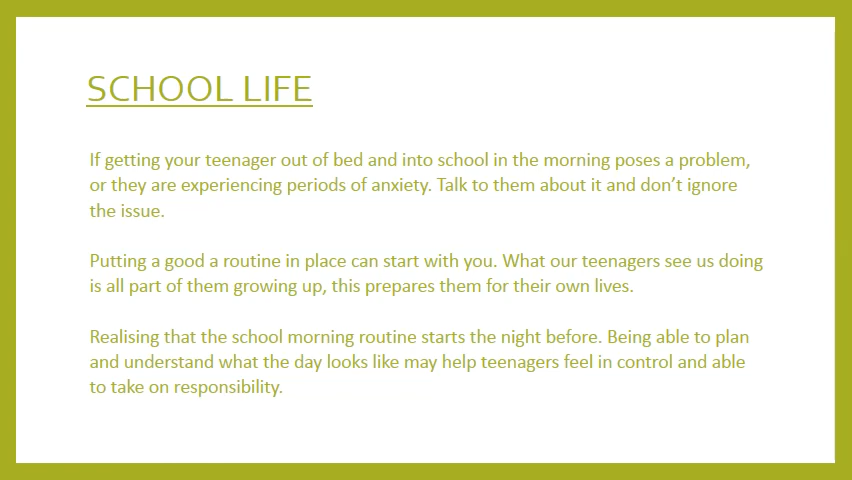 SCHOOL LIFE
If getting your teenager out of bed and into school in the morning poses a problem,
or they are experiencing periods of anxiety. Talk to them about it and don’t ignore
the issue.
Putting a good a routine in place can start with you. What our teenagers see us doing
is all part of them growing up, this prepares them for their own lives.
Realising that the school morning routine starts the night before. Being able to plan
and understand what the day looks like may help teenagers feel in control and able
to take on responsibility.